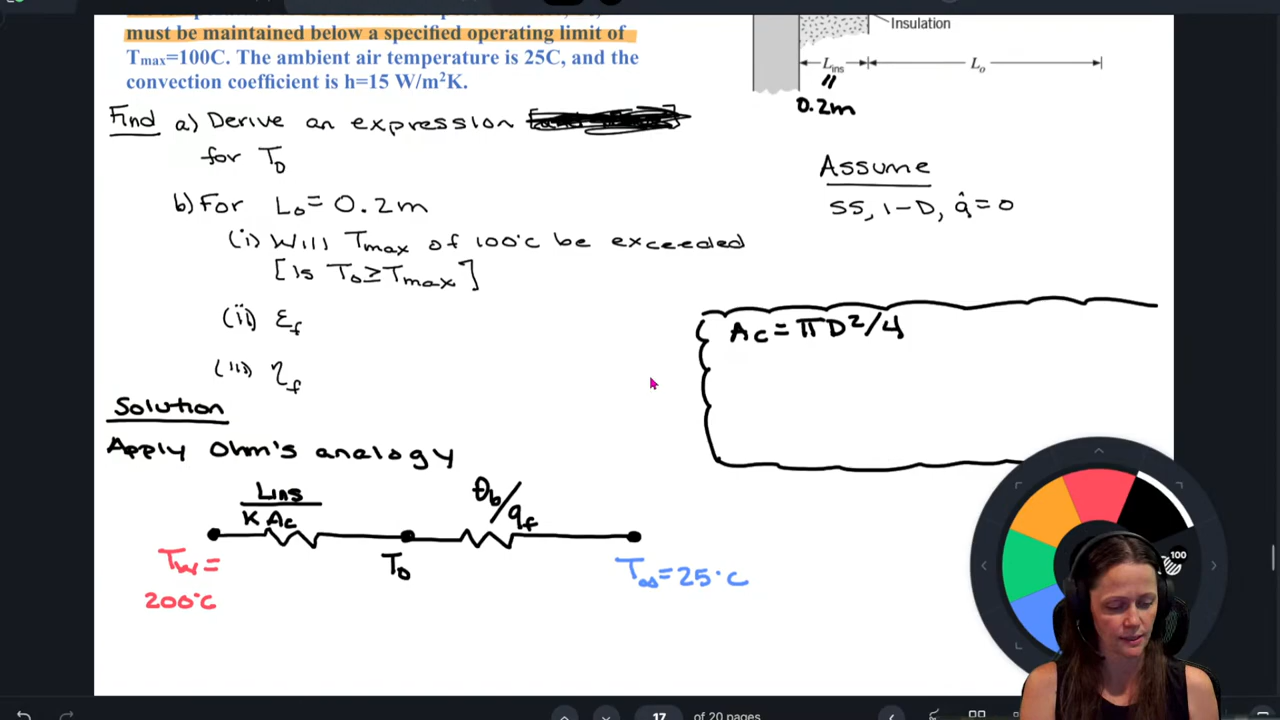 must be maintained below a specified operating limit of
Tmax=100C. The ambient air temperature is 25C, and the
convection coefficient is h=15 W/m²K.
Insulation
Lins
Lo
0.2m
Find a) Derive an expression
for To
b) For Lo = 0.2m
(i) Will Tmax of 100°C be exceeded
[Is To ≥ Tmax]
(ii) εf
(iii) ηf
Assume
SS, 1-D, q̇ = 0
Ac = πD²/4
Solution
Apply Ohm's analogy
Lins
K Ac
θb/qf
Tw =
200°C
To
T∞ = 25°C
100
17 of 20 pages